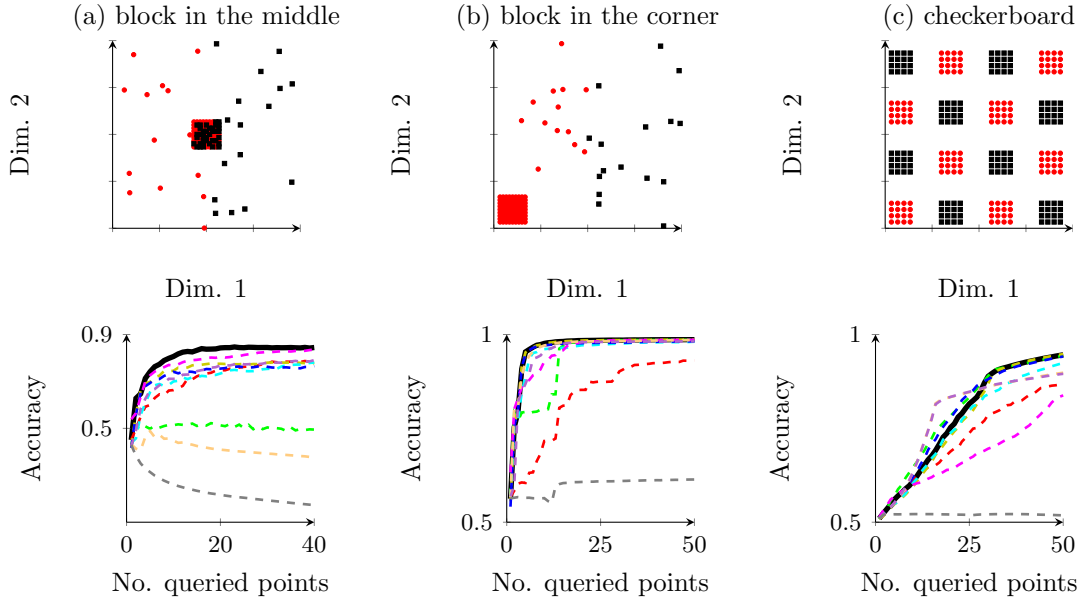 (a) block in the middle
(b) block in the corner
(c) checkerboard
Dim. 2
Dim. 2
Dim. 2
Dim. 1
Dim. 1
Dim. 1
0.9
0.5
0
20
40
Accuracy
No. queried points
1
0.5
0
25
50
Accuracy
No. queried points
1
0.5
0
25
50
Accuracy
No. queried points